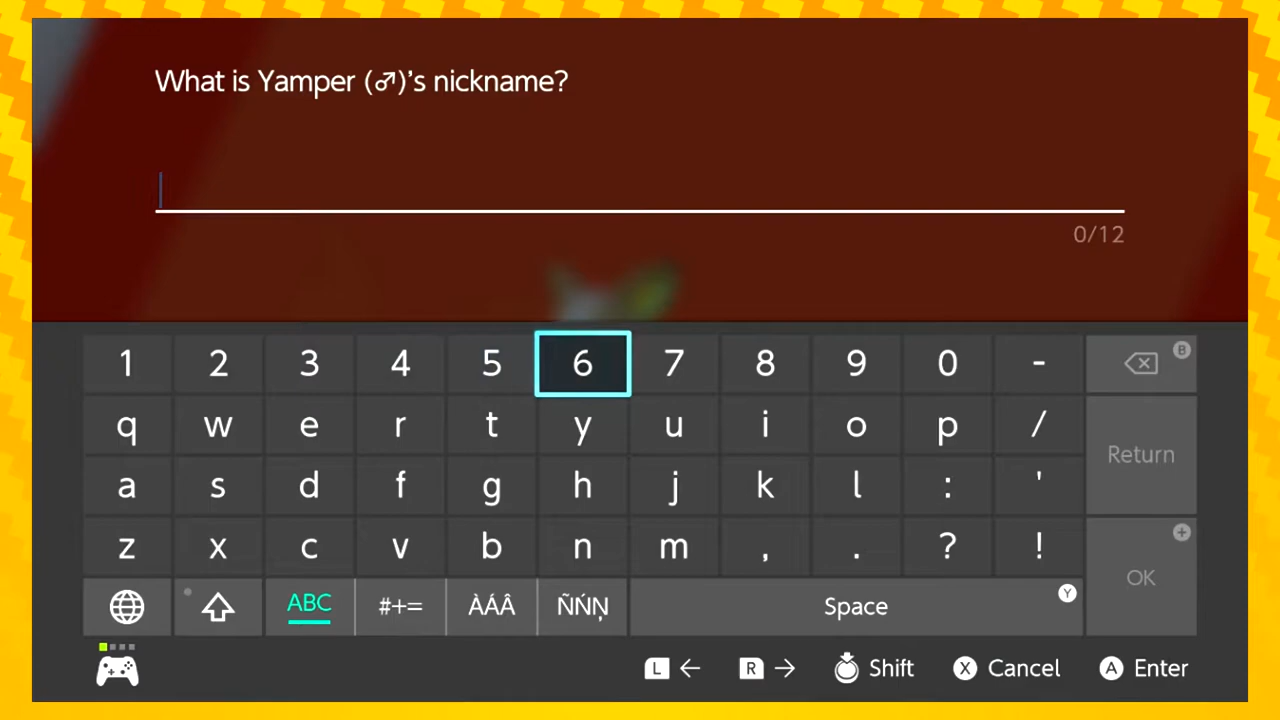 What is Yamper (♂)'s nickname?
0/12
1 2 3 4 5 6 7 8 9 0 - B
q w e r t y u i o p / Return
a s d f g h j k l : '
z x c v b n m , . ? ! + OK
ABC #+= ÀÁÂ ÑŃŅ Space Y
L ← R → Shift X Cancel A Enter